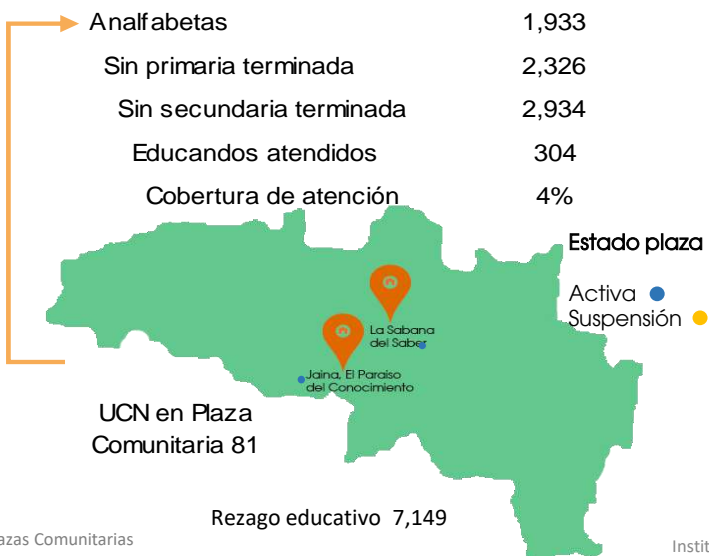 Analfabetas 1,933
Sin primaria terminada 2,326
Sin secundaria terminada 2,934
Educandos atendidos 304
Cobertura de atención 4%
Estado plaza
Activa
Suspensión
La Sabana
del Saber
Jaina, El Paraíso
del Conocimiento
UCN en Plaza
Comunitaria 81
Rezago educativo 7,149
azas Comunitarias
Instit